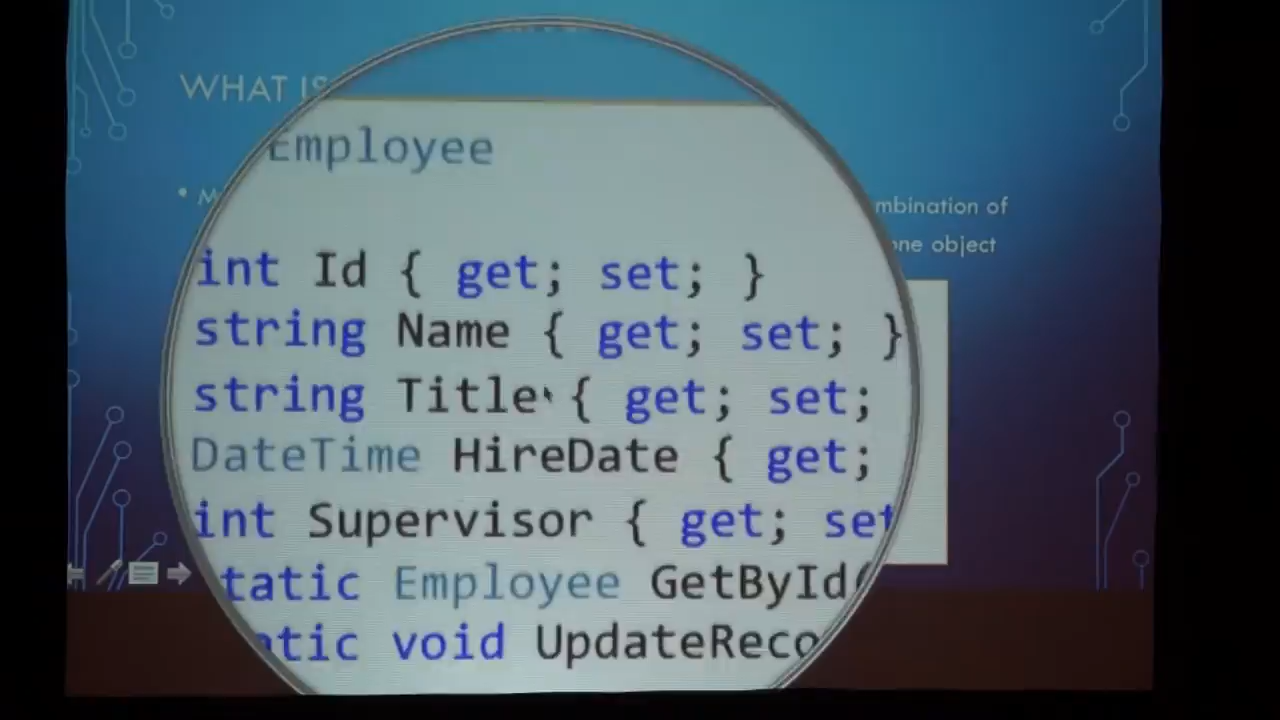 WHAT IS
Employee
mbination of
one object
int Id { get; set; }
string Name { get; set; }
string Title { get; set;
DateTime HireDate { get;
int Supervisor { get; set
tatic Employee GetById(
atic void UpdateReco